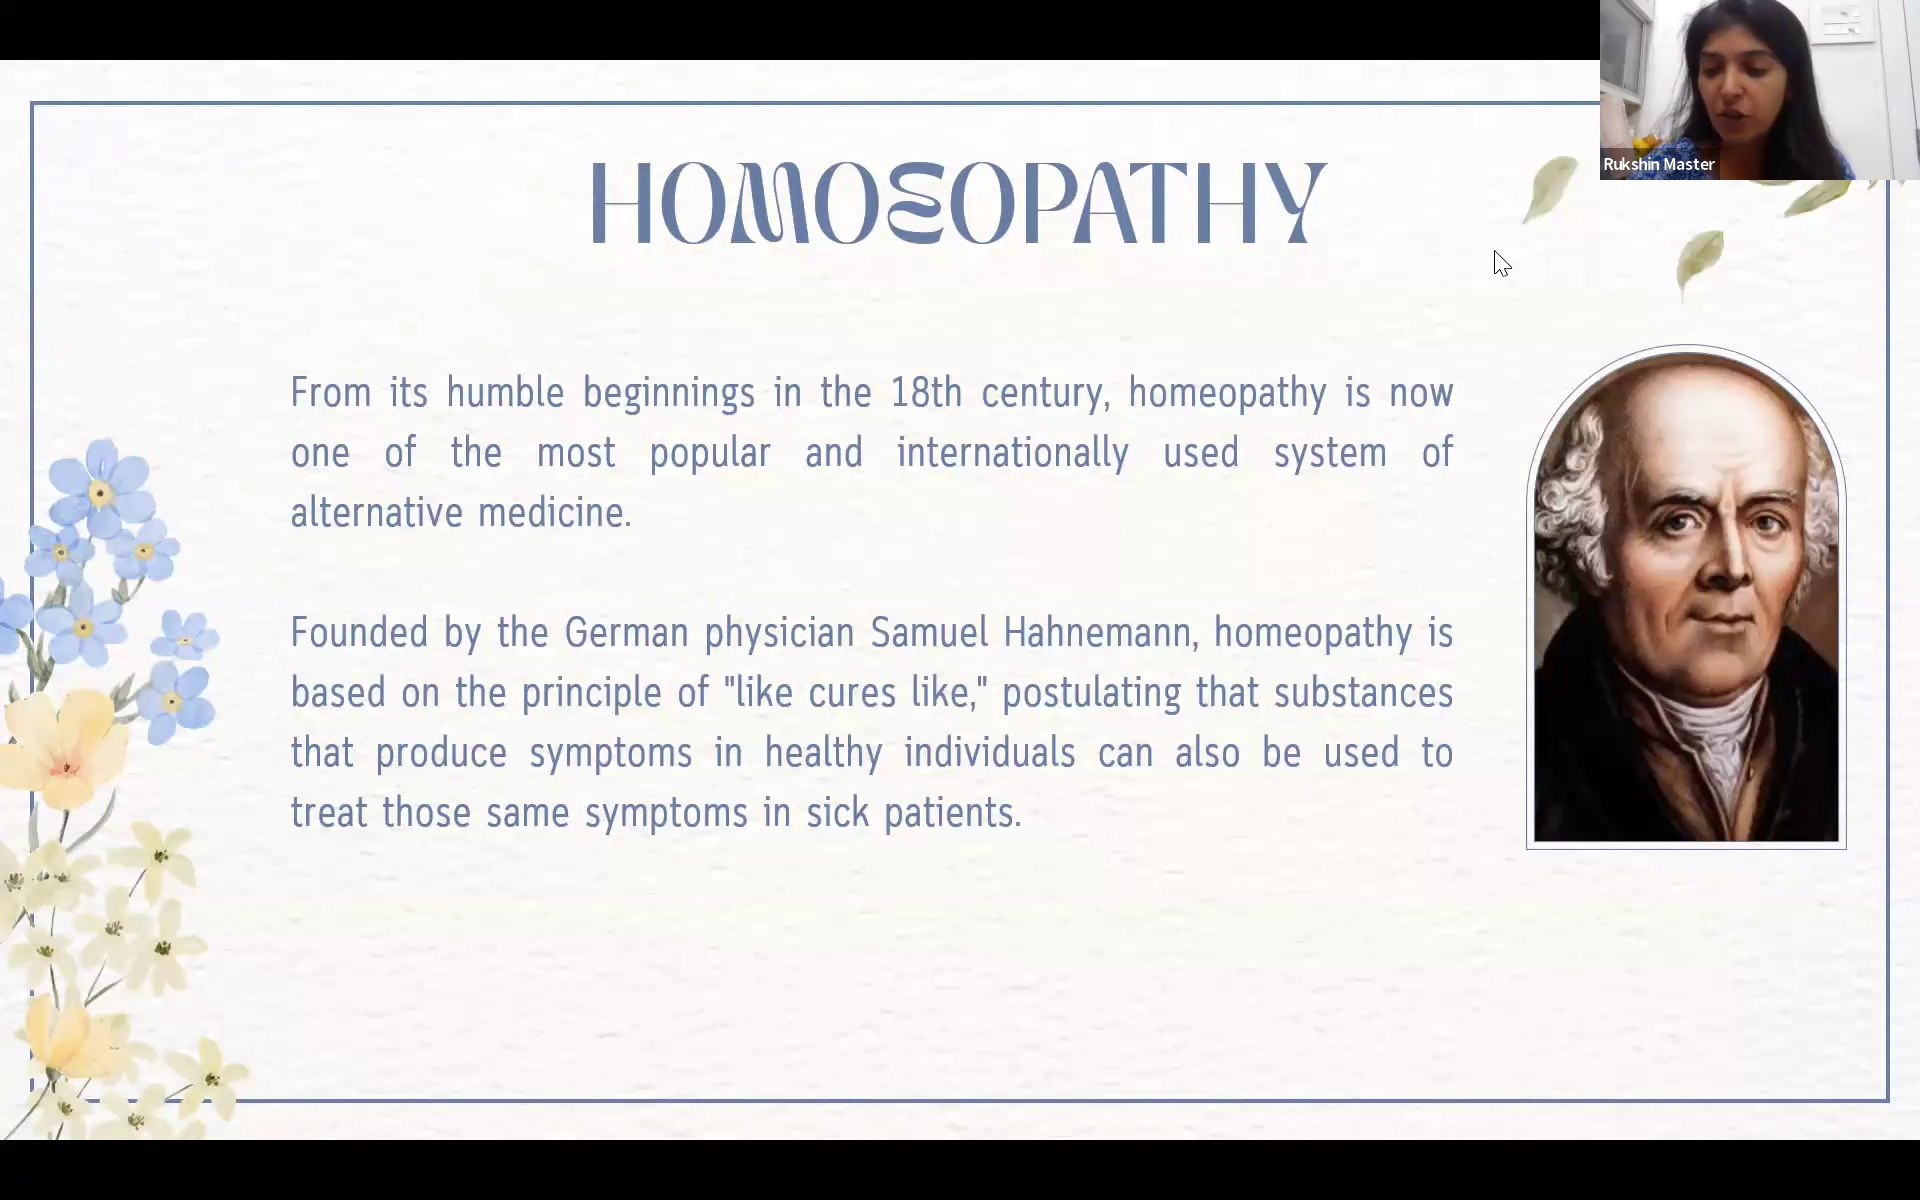 Rukshin Master
HOMOEOPATHY
From its humble beginnings in the 18th century, homeopathy is now
one of the most popular and internationally used system of
alternative medicine.
Founded by the German physician Samuel Hahnemann, homeopathy is
based on the principle of "like cures like," postulating that substances
that produce symptoms in healthy individuals can also be used to
treat those same symptoms in sick patients.